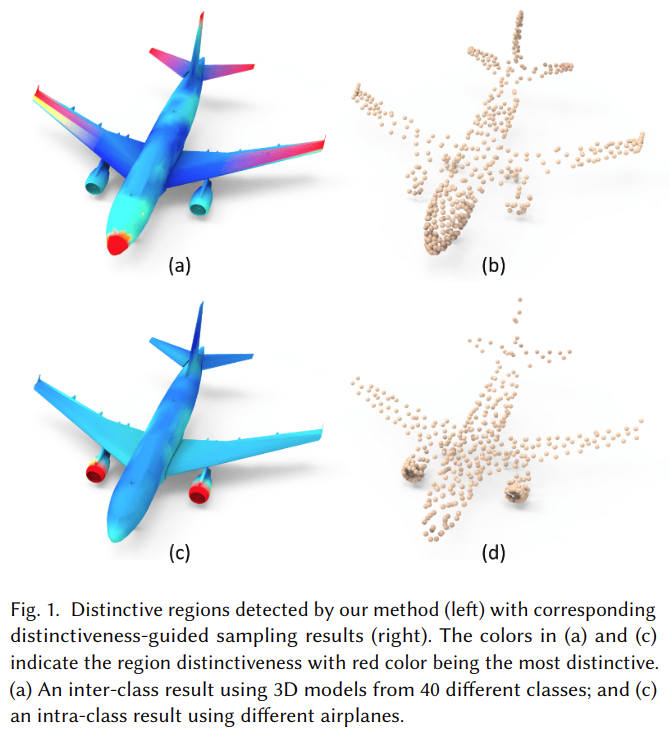 (a)
(b)
(c)
(d)
Fig. 1. Distinctive regions detected by our method (left) with corresponding
distinctiveness-guided sampling results (right). The colors in (a) and (c)
indicate the region distinctiveness with red color being the most distinctive.
(a) An inter-class result using 3D models from 40 different classes; and (c)
an intra-class result using different airplanes.